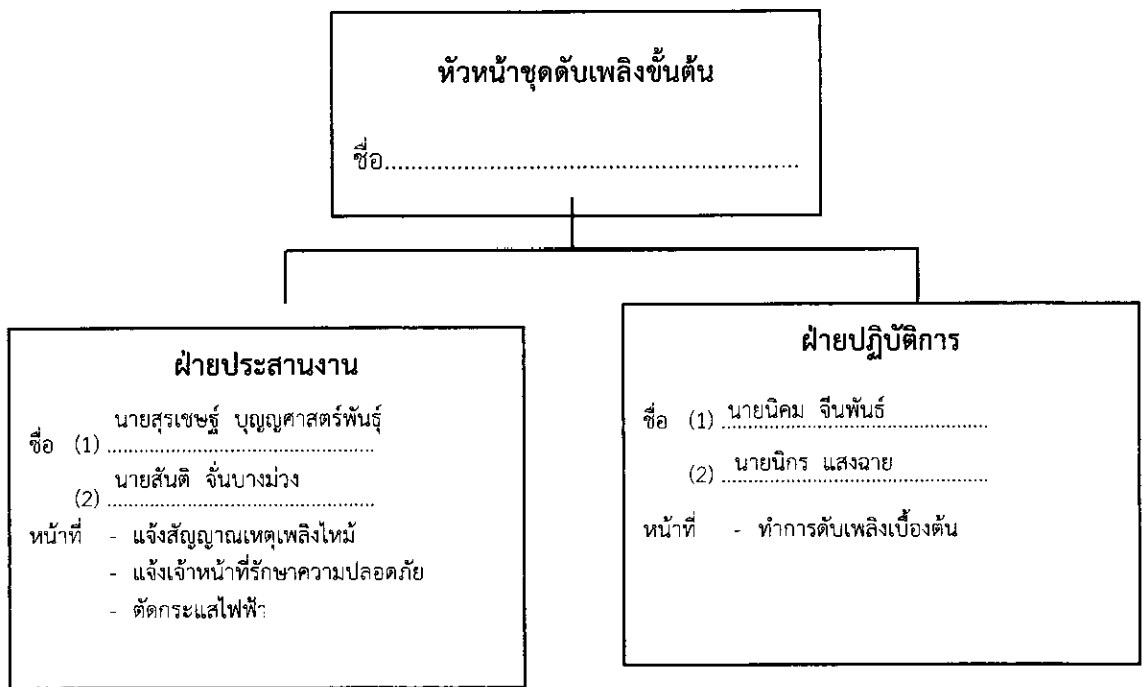 หัวหน้าชุดดับเพลิงขั้นต้น
ชื่อ..............................................................
ฝ่ายประสานงาน
ชื่อ (1) นายสุรเชษฐ์ บุญญศาสตร์พันธุ์
(2) นายสันติ จั่นบางม่วง
หน้าที่ - แจ้งสัญญาณเหตุเพลิงไหม้
- แจ้งเจ้าหน้าที่รักษาความปลอดภัย
- ตัดกระแสไฟฟ้า
ฝ่ายปฏิบัติการ
ชื่อ (1) นายนิคม จีนพันธ์
(2) นายนิกร แสงฉาย
หน้าที่ - ทำการดับเพลิงเบื้องต้น